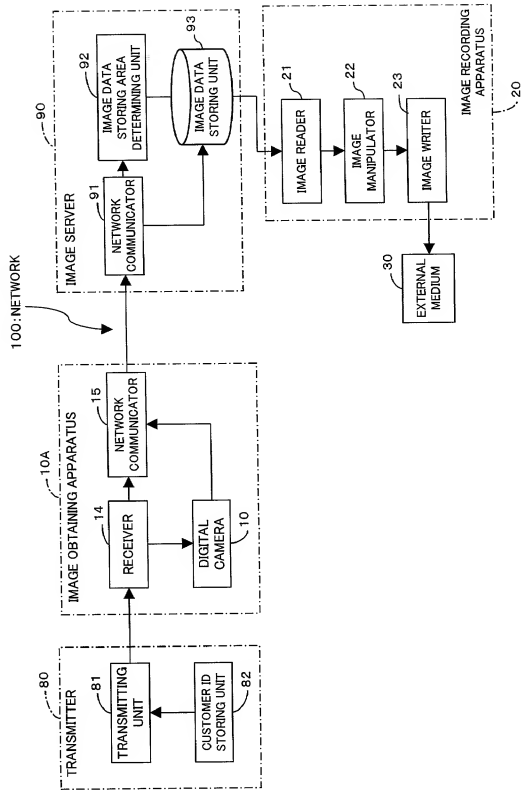 80
TRANSMITTER
81
TRANSMITTING
UNIT
CUSTOMER ID
STORING UNIT
82
10A
IMAGE OBTAINING APPARATUS
14
RECEIVER
15
NETWORK
COMMUNICATOR
DIGITAL
CAMERA
10
100:NETWORK
90
IMAGE SERVER
91
NETWORK
COMMUNICATOR
92
IMAGE DATA
STORING AREA
DETERMINING UNIT
93
IMAGE DATA
STORING UNIT
21
IMAGE READER
22
IMAGE
MANIPULATOR
23
IMAGE WRITER
IMAGE RECORDING
APPARATUS
20
30
EXTERNAL
MEDIUM